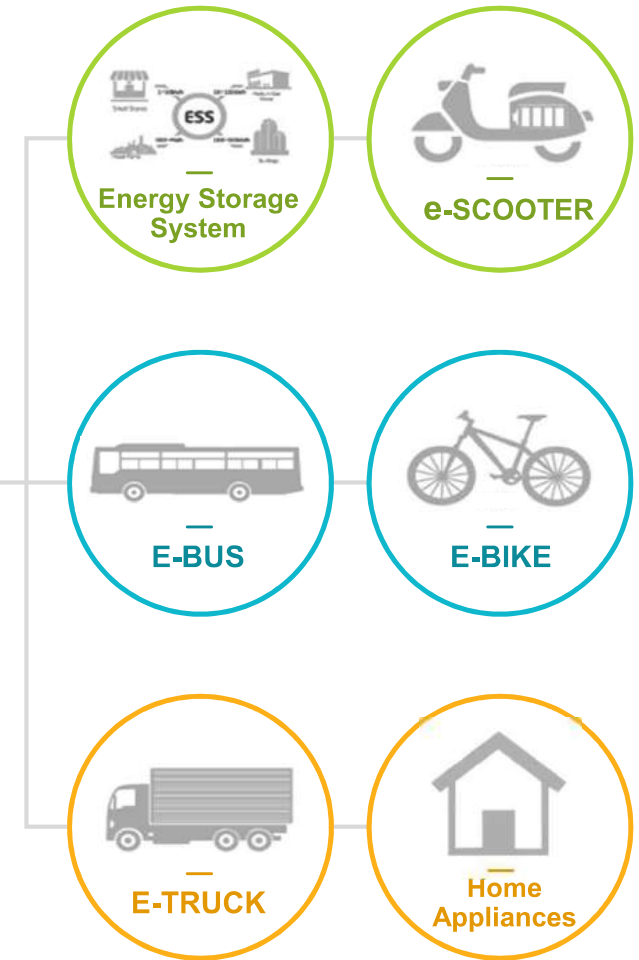 ESS
Energy Storage
System
e-SCOOTER
E-BUS
E-BIKE
E-TRUCK
Home
Appliances